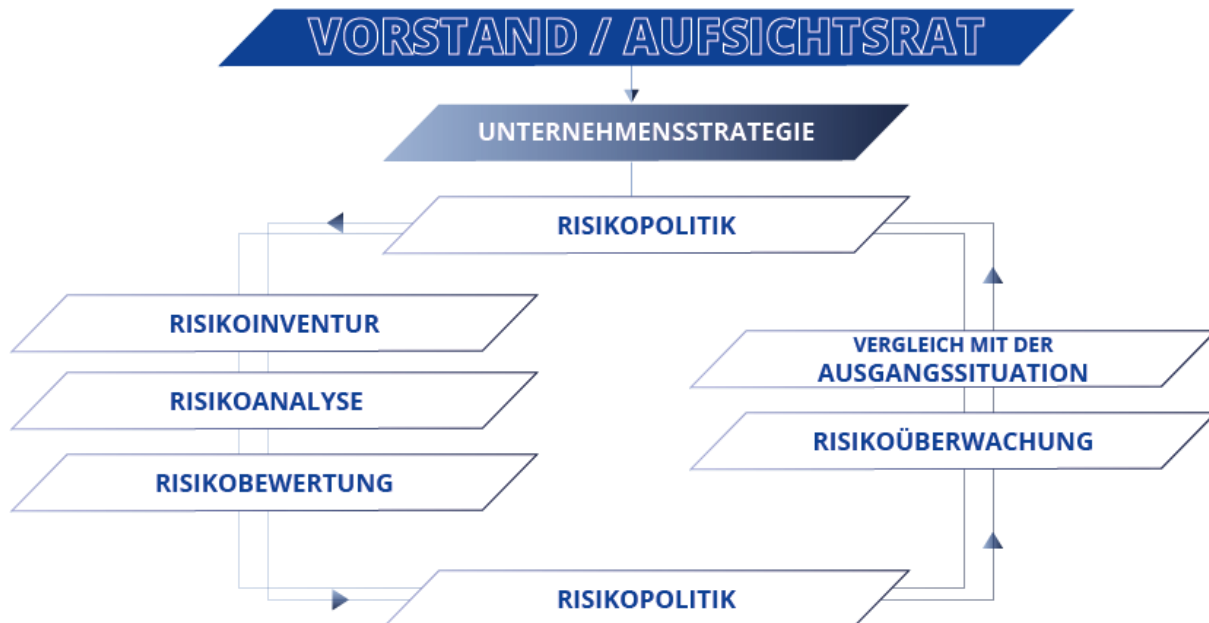 VORSTAND / AUFSICHTSRAT
UNTERNEHMENSSTRATEGIE
RISIKOPOLITIK
RISIKOINVENTUR
RISIKOANALYSE
RISIKOBEWERTUNG
VERGLEICH MIT DER
AUSGANGSSITUATION
RISIKOÜBERWACHUNG
RISIKOPOLITIK